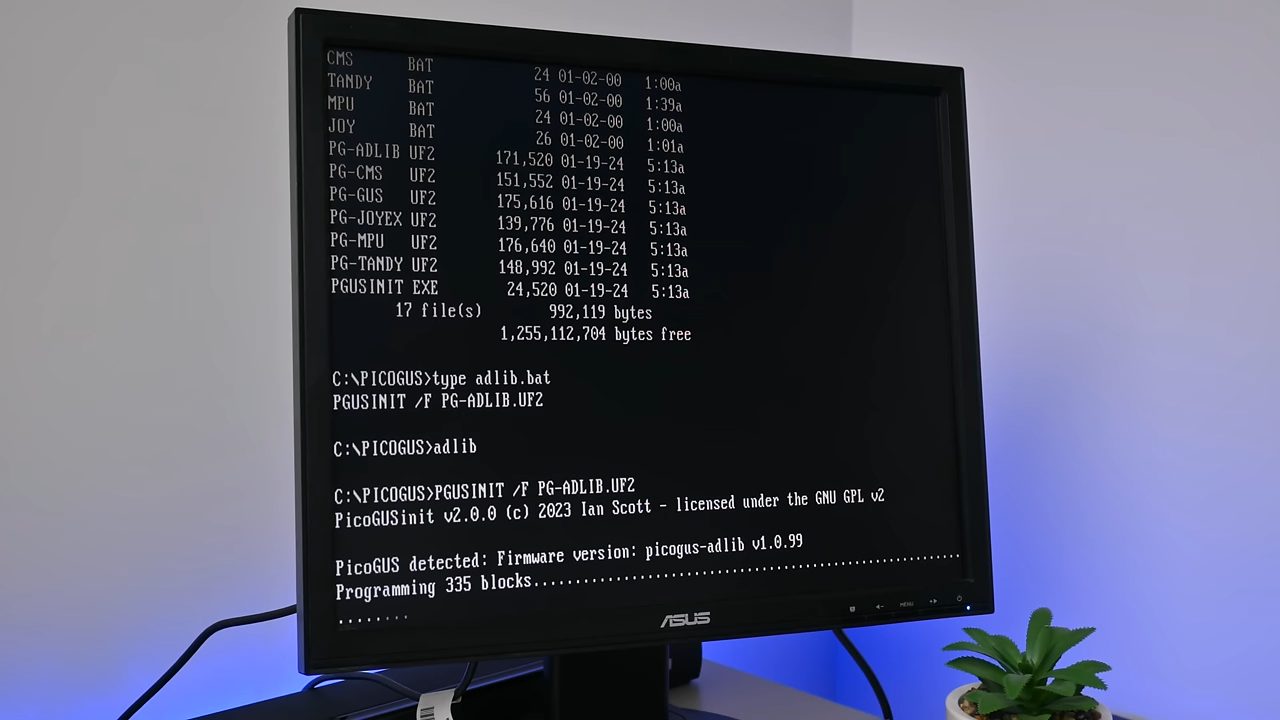 CMS BAT 24 01-02-00 1:00a
TANDY BAT 56 01-02-00 1:39a
MPU BAT 24 01-02-00 1:00a
JOY BAT 26 01-02-00 1:01a
PG-ADLIB UF2 171,520 01-19-24 5:13a
PG-CMS UF2 151,552 01-19-24 5:13a
PG-GUS UF2 175,616 01-19-24 5:13a
PG-JOYEX UF2 139,776 01-19-24 5:13a
PG-MPU UF2 176,640 01-19-24 5:13a
PG-TANDY UF2 148,992 01-19-24 5:13a
PGUSINIT EXE 24,520 01-19-24 5:13a
17 file(s) 992,119 bytes
1,255,112,704 bytes free
C:\PICOGUS>type adlib.bat
PGUSINIT /F PG-ADLIB.UF2
C:\PICOGUS>adlib
C:\PICOGUS>PGUSINIT /F PG-ADLIB.UF2
PicoGUSinit v2.0.0 (c) 2023 Ian Scott - licensed under the GNU GPL v2
PicoGUS detected: Firmware version: picogus-adlib v1.0.99
Programming 335 blocks..................................................
........
ASUS
MENU